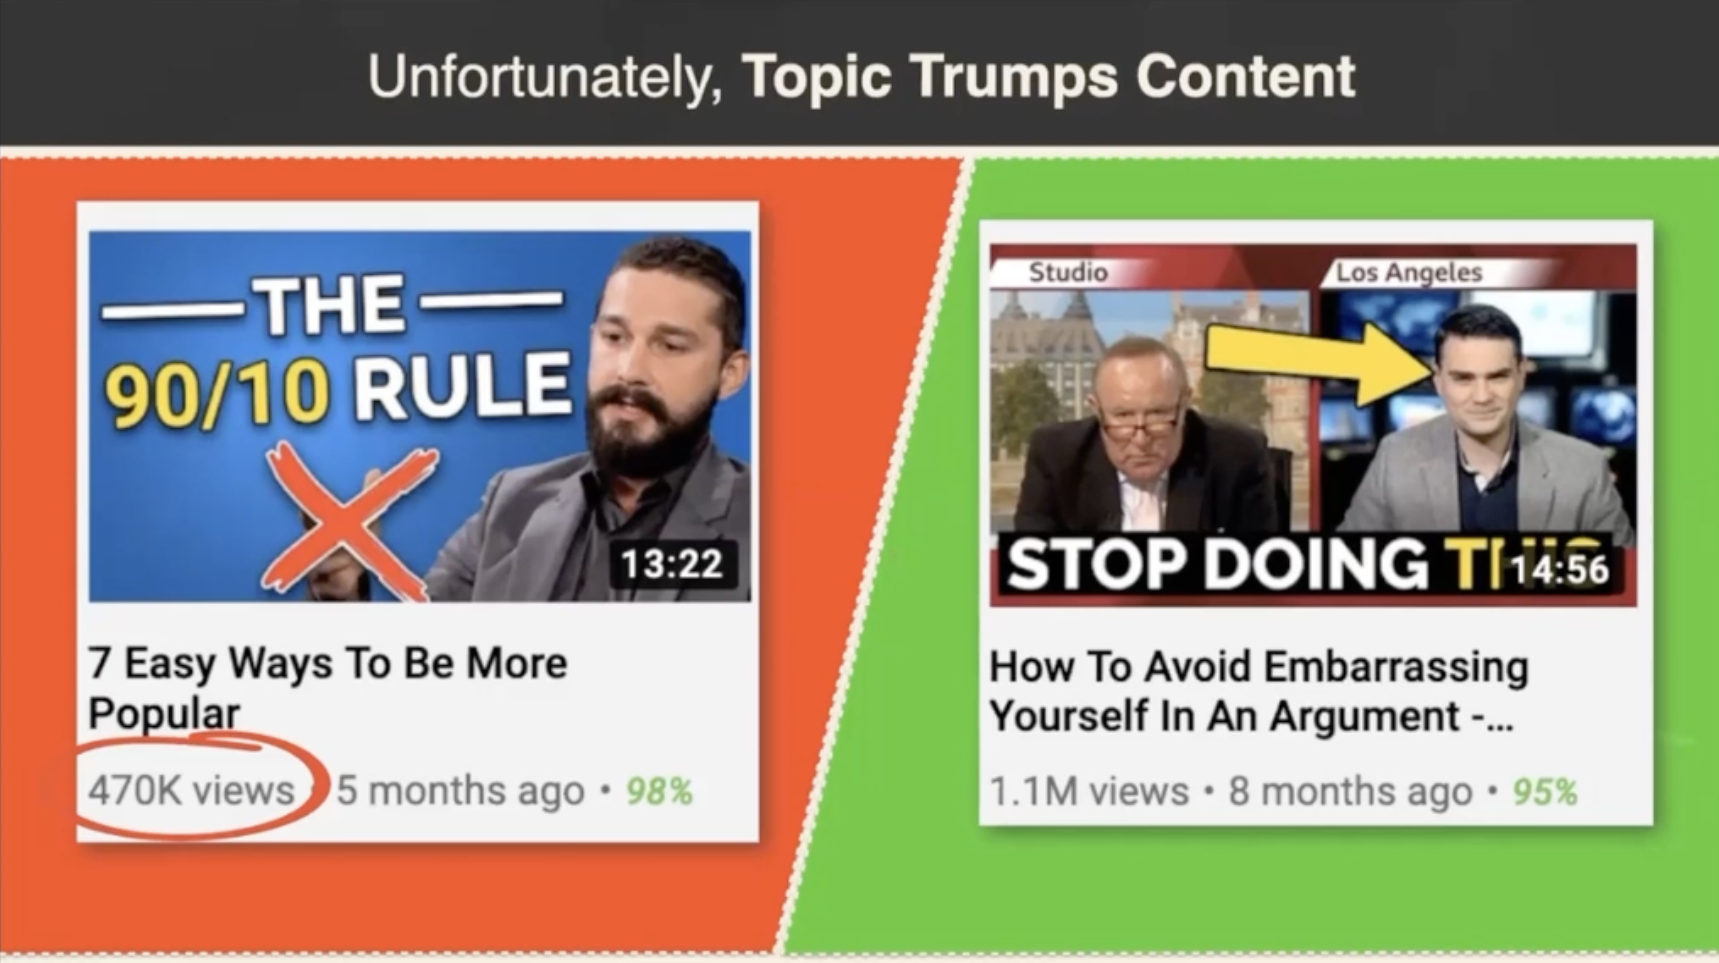 Unfortunately, Topic Trumps Content
THE
90/10 RULE
13:22
7 Easy Ways To Be More
Popular
470K views 5 months ago • 98%
Studio
Los Angeles
STOP DOING
14:56
How To Avoid Embarrassing
Yourself In An Argument -...
1.1M views • 8 months ago • 95%